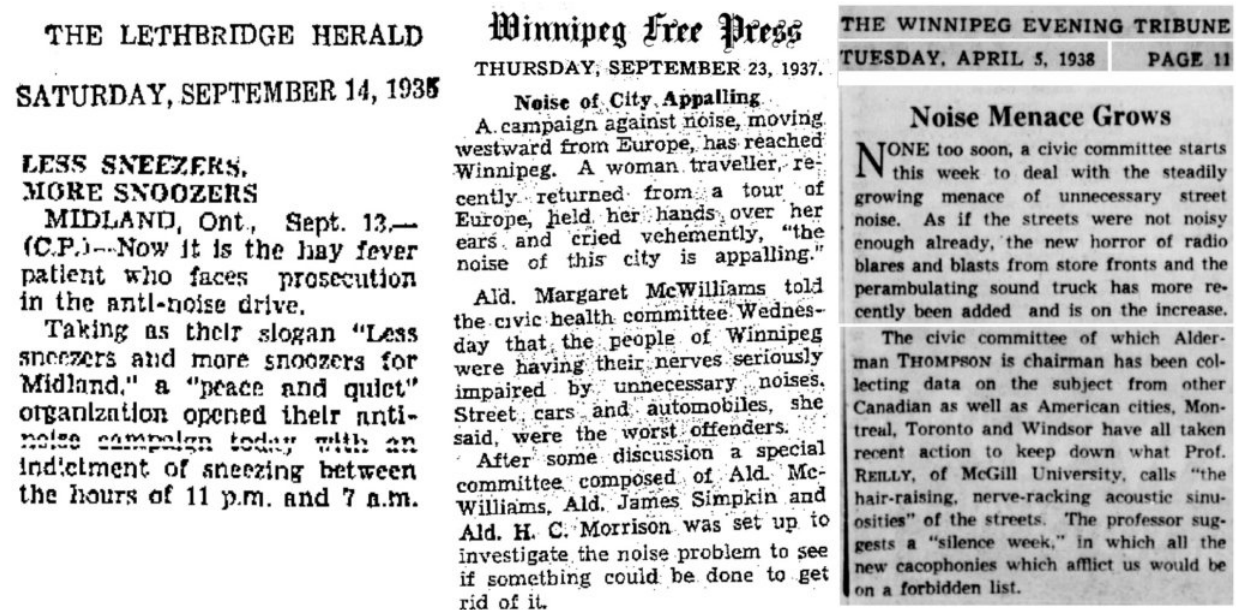 THE LETHBRIDGE HERALD
SATURDAY, SEPTEMBER 14, 1935
LESS SNEEZERS,
MORE SNOOZERS
MIDLAND, Ont., Sept. 13.—
(C.P.)—Now it is the hay fever
patient who faces prosecution
in the anti-noise drive.
Taking as their slogan "Less
sneezers and more snoozers for
Midland," a "peace and quiet"
organization opened their anti-
noise campaign today with an
indictment of sneezing between
the hours of 11 p.m. and 7 a.m.
Winnipeg Free Press
THURSDAY, SEPTEMBER 23, 1937.
Noise of City Appalling
A campaign against noise, moving
westward from Europe, has reached
Winnipeg. A woman traveller, re-
cently returned from a tour of
Europe, held her hands over her
ears and cried vehemently, "the
noise of this city is appalling."
Ald. Margaret McWilliams told
the civic health committee Wednes-
day that the people of Winnipeg
were having their nerves seriously
impaired by unnecessary noises.
Street cars and automobiles, she
said, were the worst offenders.
After some discussion a special
committee composed of Ald. Mc-
Williams, Ald. James Simpkin and
Ald. H. C. Morrison was set up to
investigate the noise problem to see
if something could be done to get
rid of it.
THE WINNIPEG EVENING TRIBUNE
TUESDAY, APRIL 5, 1938 PAGE 11
Noise Menace Grows
NONE too soon, a civic committee starts
this week to deal with the steadily
growing menace of unnecessary street
noise. As if the streets were not noisy
enough already, the new horror of radio
blares and blasts from store fronts and the
perambulating sound truck has more re-
cently been added and is on the increase.
The civic committee of which Alder-
man THOMPSON is chairman has been col-
lecting data on the subject from other
Canadian as well as American cities, Mon-
treal, Toronto and Windsor have all taken
recent action to keep down what Prof.
REILLY, of McGill University, calls "the
hair-raising, nerve-racking acoustic sinu-
osities" of the streets. The professor sug-
gests a "silence week," in which all the
new cacophonies which afflict us would be
on a forbidden list.